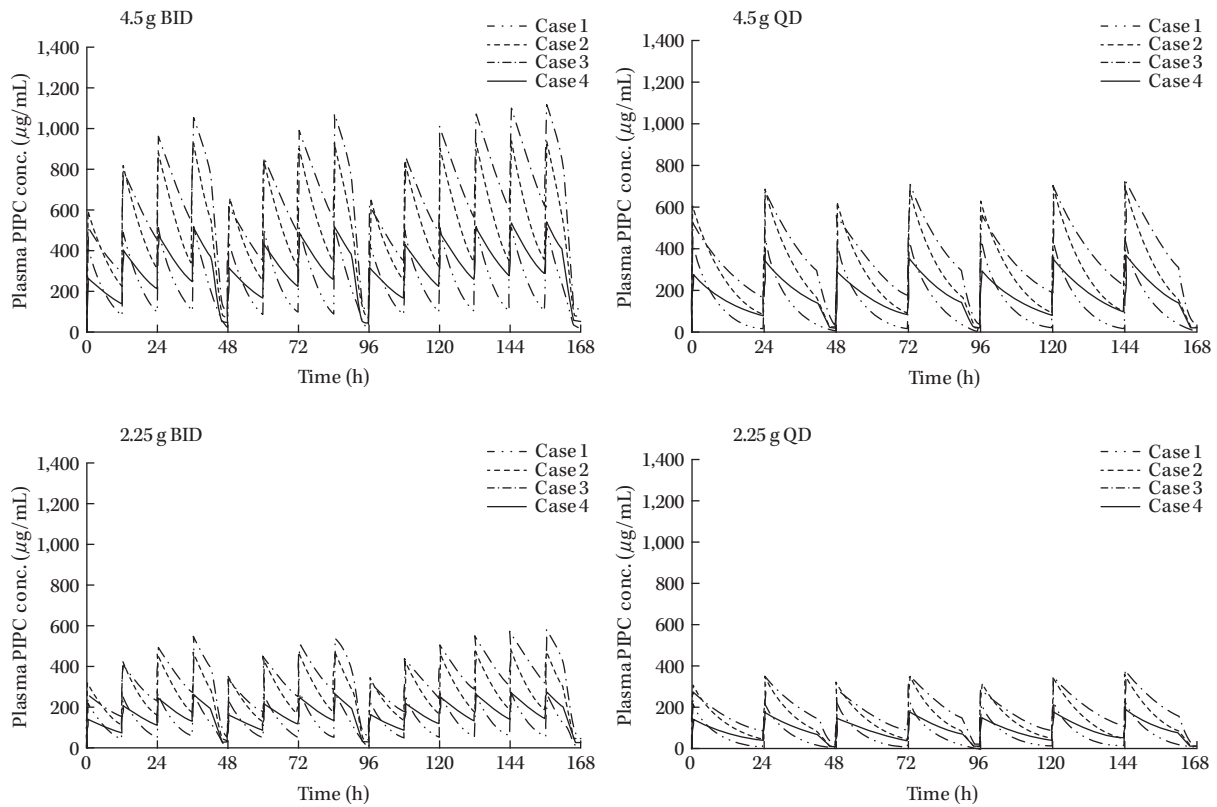 4.5 g BID
Case 1
Case 2
Case 3
Case 4
1,400
1,200
1,000
800
600
400
200
0
Plasma PIPC conc. (μg/mL)
0 24 48 72 96 120 144 168
Time (h)
4.5 g QD
Case 1
Case 2
Case 3
Case 4
1,400
1,200
1,000
800
600
400
200
0
Plasma PIPC conc. (μg/mL)
0 24 48 72 96 120 144 168
Time (h)
2.25 g BID
Case 1
Case 2
Case 3
Case 4
1,400
1,200
1,000
800
600
400
200
0
Plasma PIPC conc. (μg/mL)
0 24 48 72 96 120 144 168
Time (h)
2.25 g QD
Case 1
Case 2
Case 3
Case 4
1,400
1,200
1,000
800
600
400
200
0
Plasma PIPC conc. (μg/mL)
0 24 48 72 96 120 144 168
Time (h)